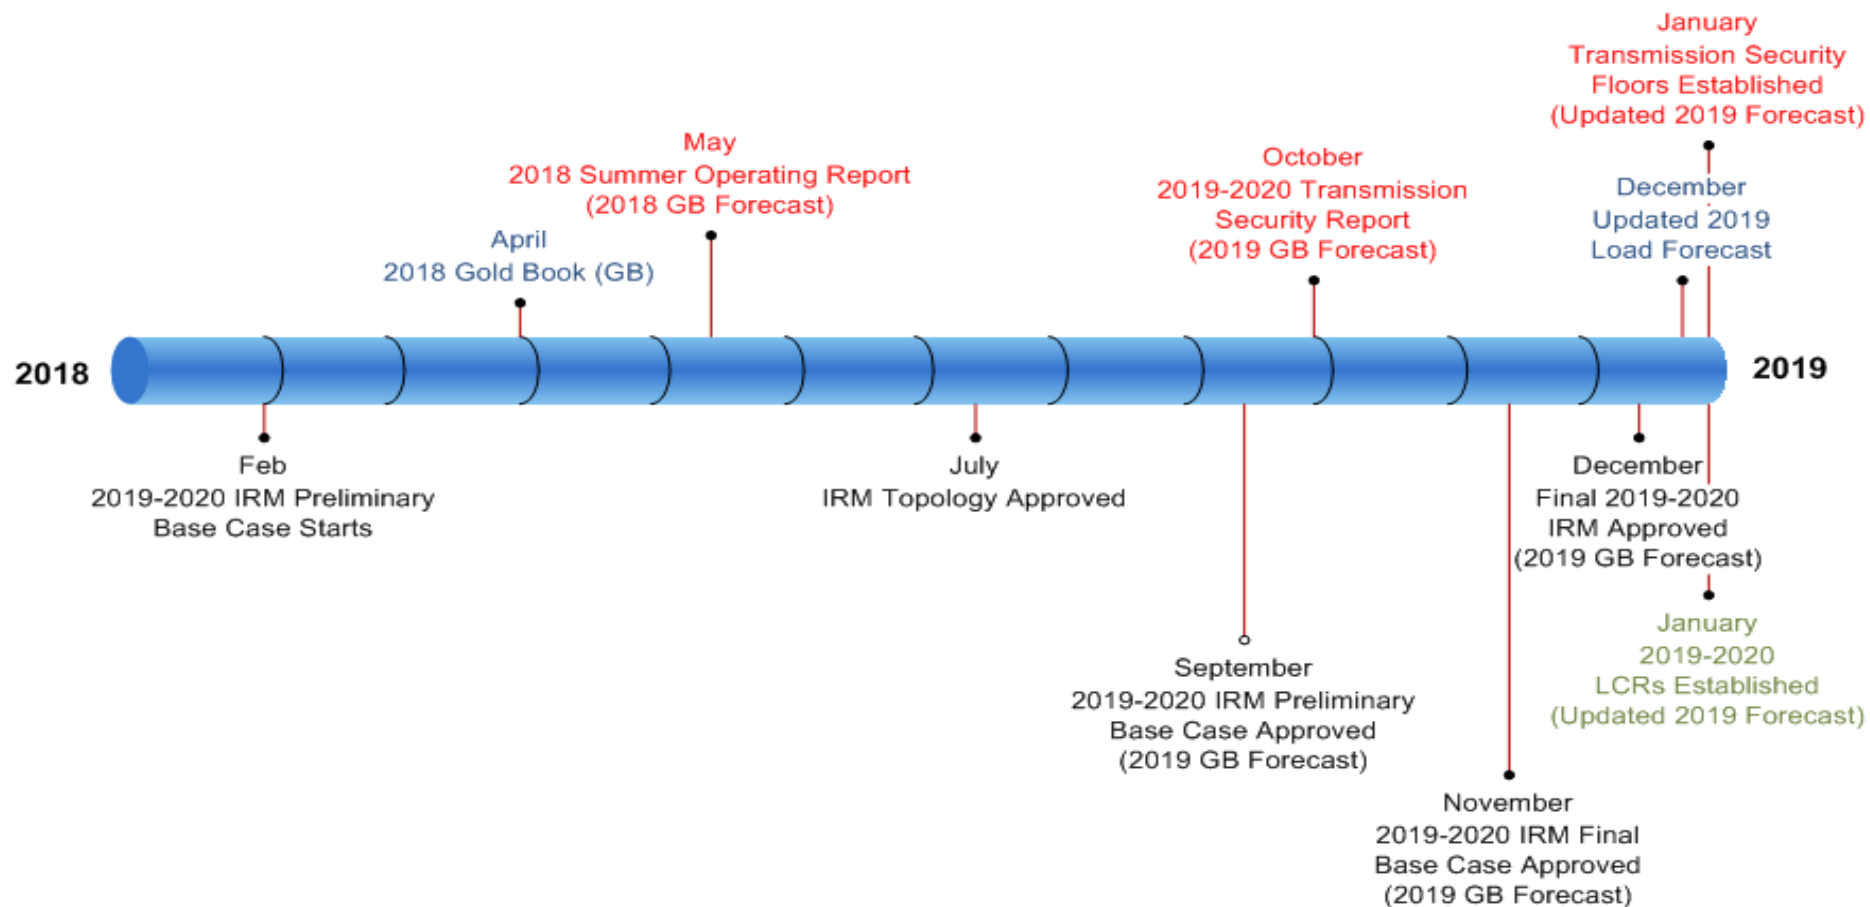 January
Transmission Security
Floors Established
(Updated 2019 Forecast)
May
2018 Summer Operating Report
(2018 GB Forecast)
October
2019-2020 Transmission
Security Report
(2019 GB Forecast)
December
Updated 2019
Load Forecast
April
2018 Gold Book (GB)
2018
2019
Feb
2019-2020 IRM Preliminary
Base Case Starts
July
IRM Topology Approved
December
Final 2019-2020
IRM Approved
(2019 GB Forecast)
January
2019-2020
LCRs Established
(Updated 2019 Forecast)
September
2019-2020 IRM Preliminary
Base Case Approved
(2019 GB Forecast)
November
2019-2020 IRM Final
Base Case Approved
(2019 GB Forecast)